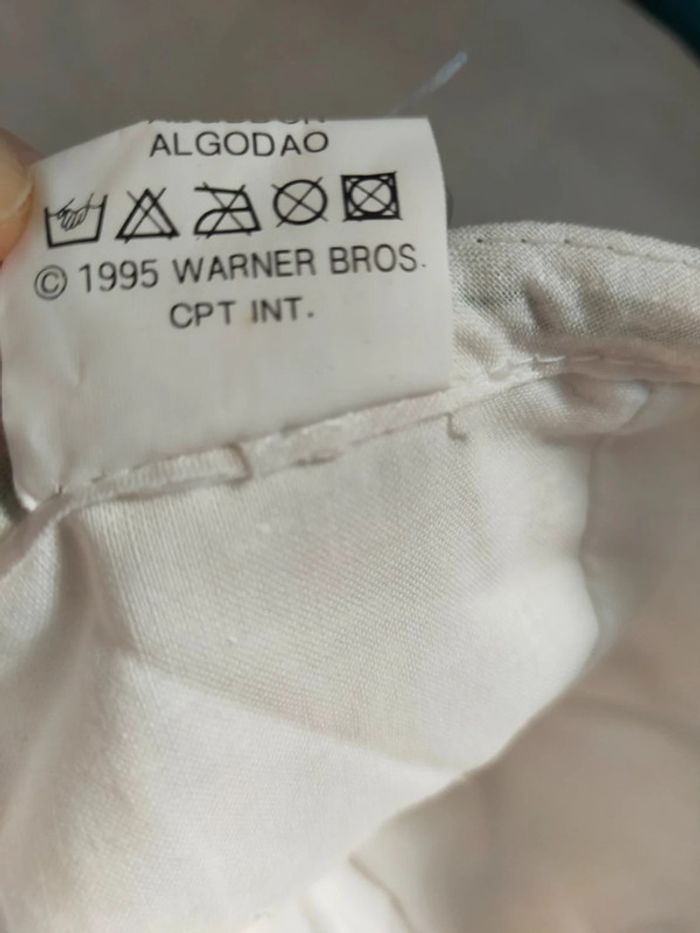 ALGODAO
© 1995 WARNER BROS.
CPT INT.